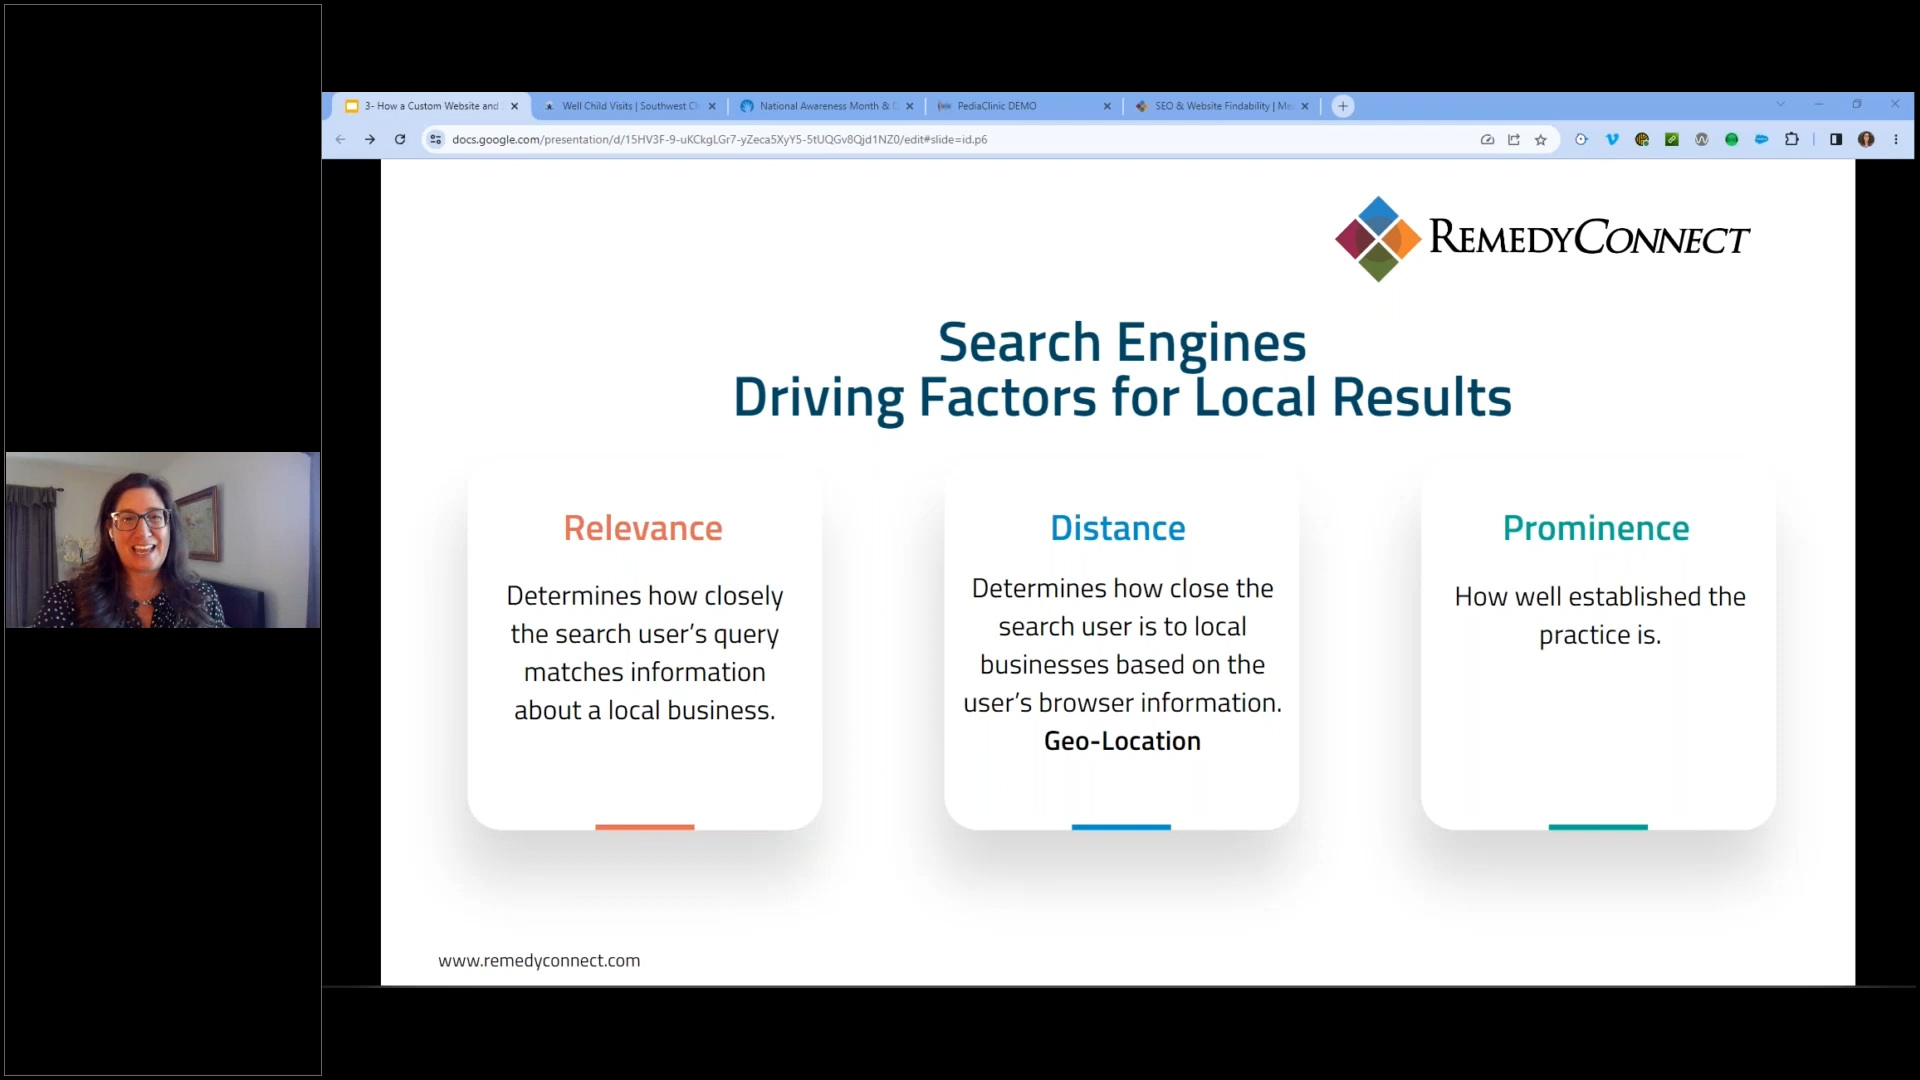 3- How a Custom Website and
Well Child Visits | Southwest C
National Awareness Month &
PediaClinic DEMO
SEO & Website Findability | Me
docs.google.com/presentation/d/15HV3F-9-uKCkgLGr7-yZeca5XyY5-5tUQGv8Qjd1NZ0/edit#slide=id.p6
REMEDYCONNECT
Search Engines
Driving Factors for Local Results
Relevance
Determines how closely
the search user’s query
matches information
about a local business.
Distance
Determines how close the
search user is to local
businesses based on the
user’s browser information.
Geo-Location
Prominence
How well established the
practice is.
www.remedyconnect.com